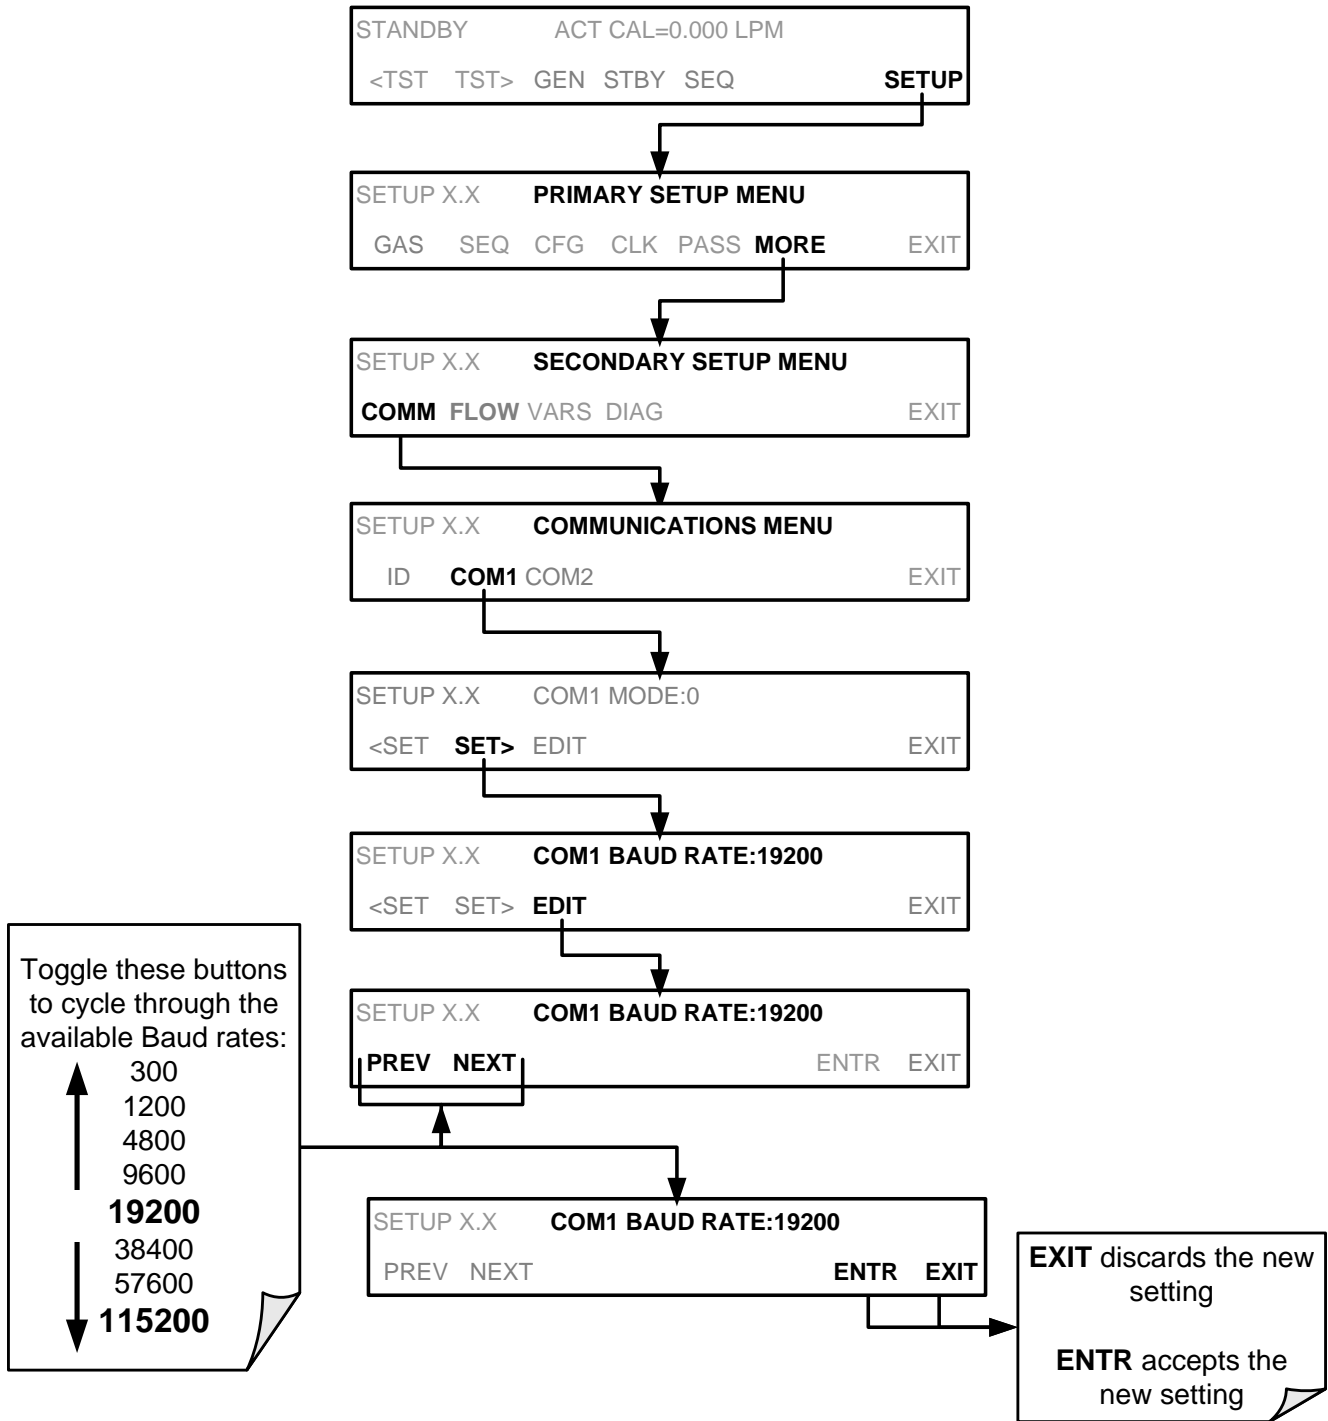 STANDBY ACT CAL=0.000 LPM
<TST TST> GEN STBY SEQ SETUP
SETUP X.X PRIMARY SETUP MENU
GAS SEQ CFG CLK PASS MORE EXIT
SETUP X.X SECONDARY SETUP MENU
COMM FLOW VARS DIAG EXIT
SETUP X.X COMMUNICATIONS MENU
ID COM1 COM2 EXIT
SETUP X.X COM1 MODE:0
<SET SET> EDIT EXIT
SETUP X.X COM1 BAUD RATE:19200
<SET SET> EDIT EXIT
SETUP X.X COM1 BAUD RATE:19200
PREV NEXT ENTR EXIT
Toggle these buttons
to cycle through the
available Baud rates:
300
1200
4800
9600
19200
38400
57600
115200
SETUP X.X COM1 BAUD RATE:19200
PREV NEXT ENTR EXIT
EXIT discards the new
setting
ENTR accepts the
new setting